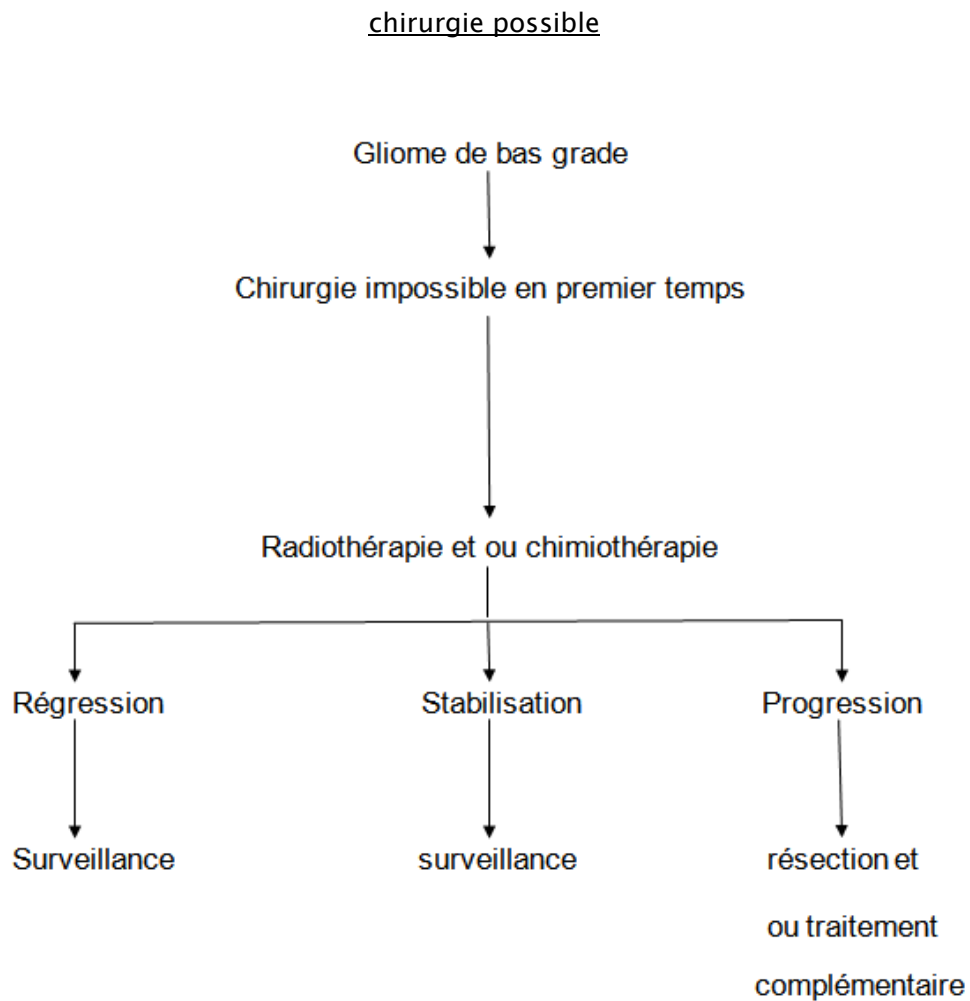 chirurgie possible
Gliome de bas grade
Chirurgie impossible en premier temps
Radiothérapie et ou chimiothérapie
Régression
Stabilisation
Progression
Surveillance
surveillance
résection et
ou traitement
complémentaire